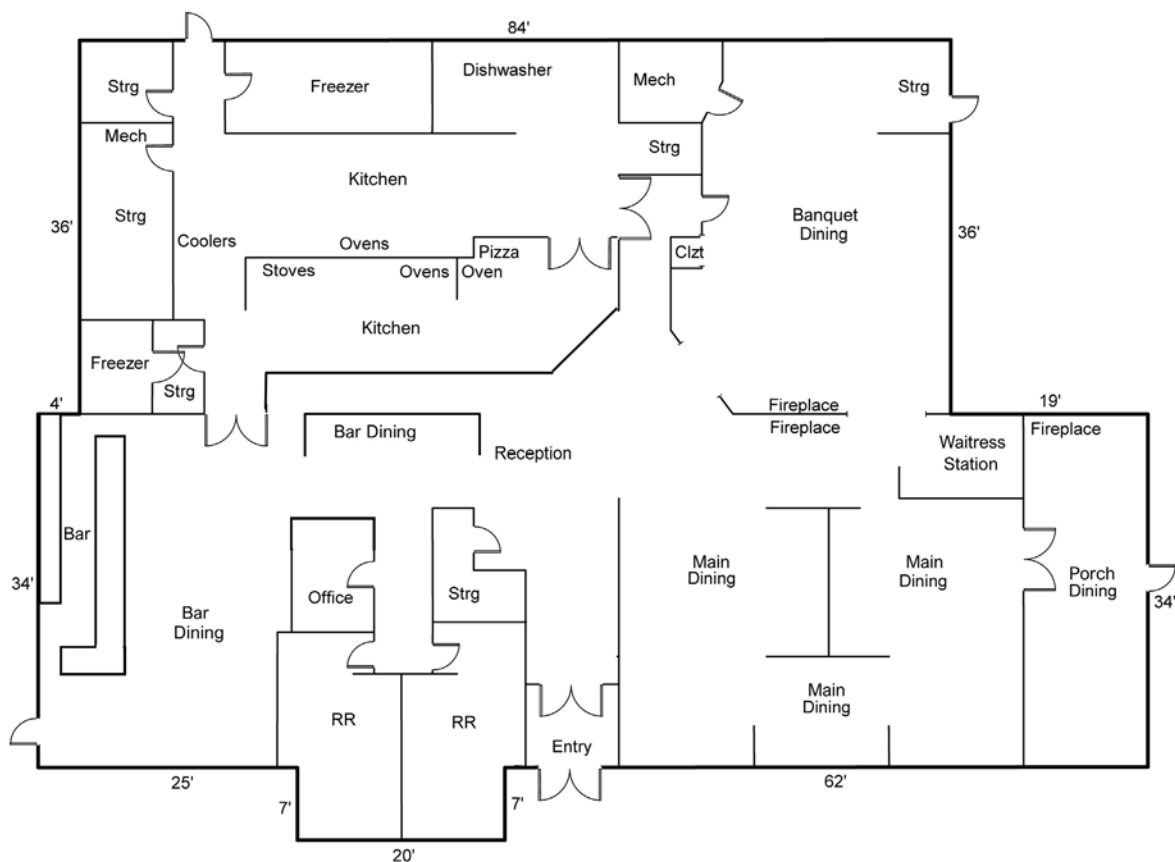 84'
Strg
Freezer
Dishwasher
Mech
Strg
Mech
Strg
Kitchen
Strg
36'
Coolers
Ovens
Pizza
Clzt
Banquet
Dining
36'
Stoves
Ovens
Oven
Kitchen
Freezer
Strg
4'
Fireplace
Fireplace
19'
Fireplace
Bar Dining
Reception
Waitress
Station
Bar
34'
Bar
Dining
Office
Strg
Main
Dining
Main
Dining
Porch
Dining
34'
RR
RR
Main
Dining
Entry
25'
7'
7'
62'
20'